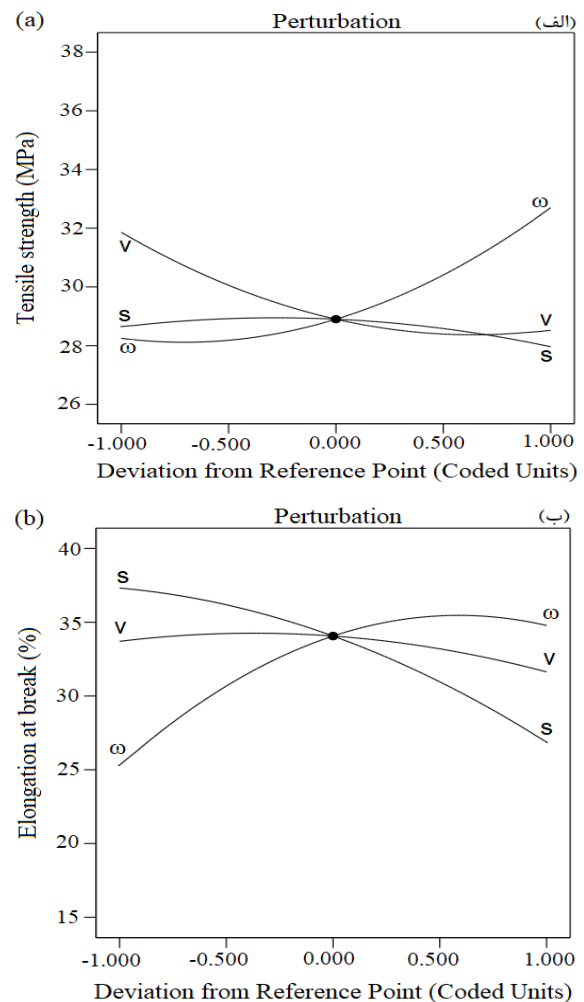 (a) Perturbation (الف)
38
36
34
32
29
28
26
Tensile strength (MPa)
V
S
ω
ω
V
S
-1.000 -0.500 0.000 0.500 1.000
Deviation from Reference Point (Coded Units)
(b) Perturbation (ب)
40
35
34
25
20
15
Elongation at break (%)
S
V
ω
ω
V
S
-1.000 -0.500 0.000 0.500 1.000
Deviation from Reference Point (Coded Units)